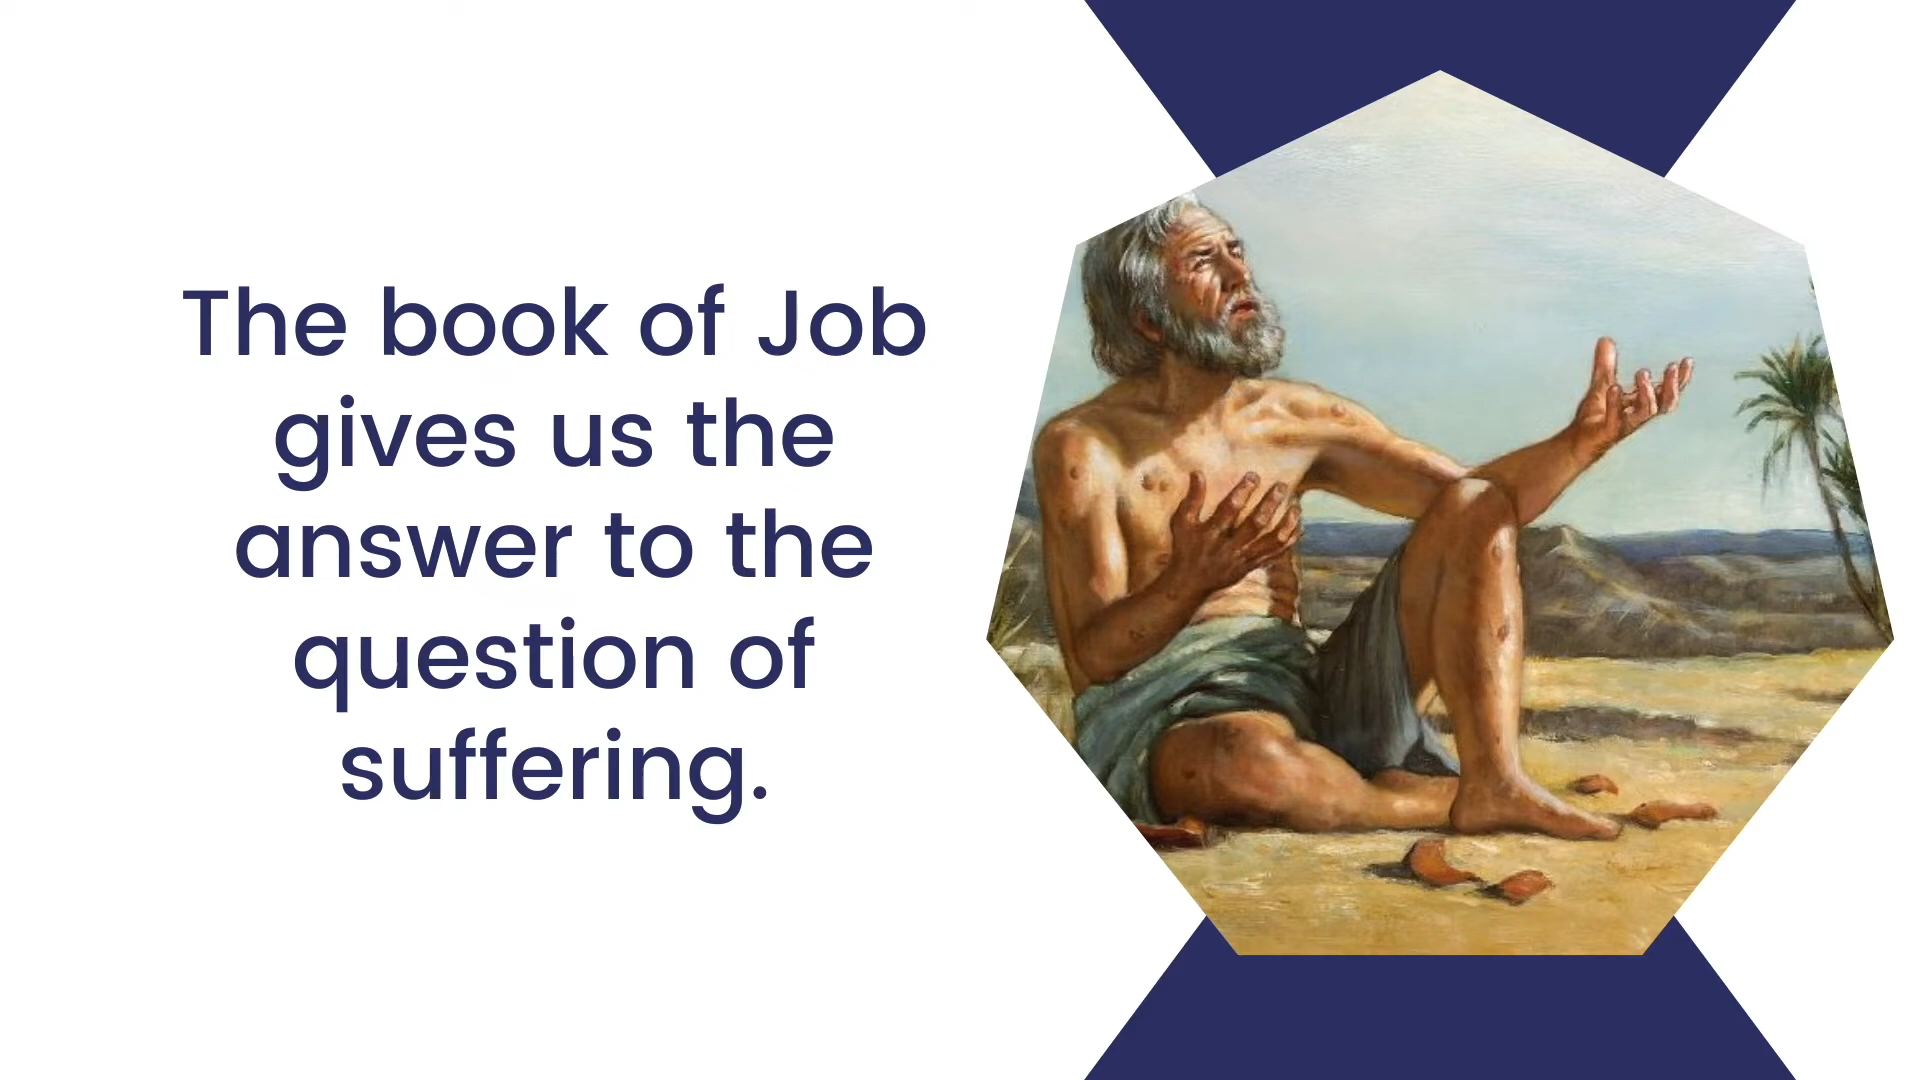 The book of Job
gives us the
answer to the
question of
suffering.